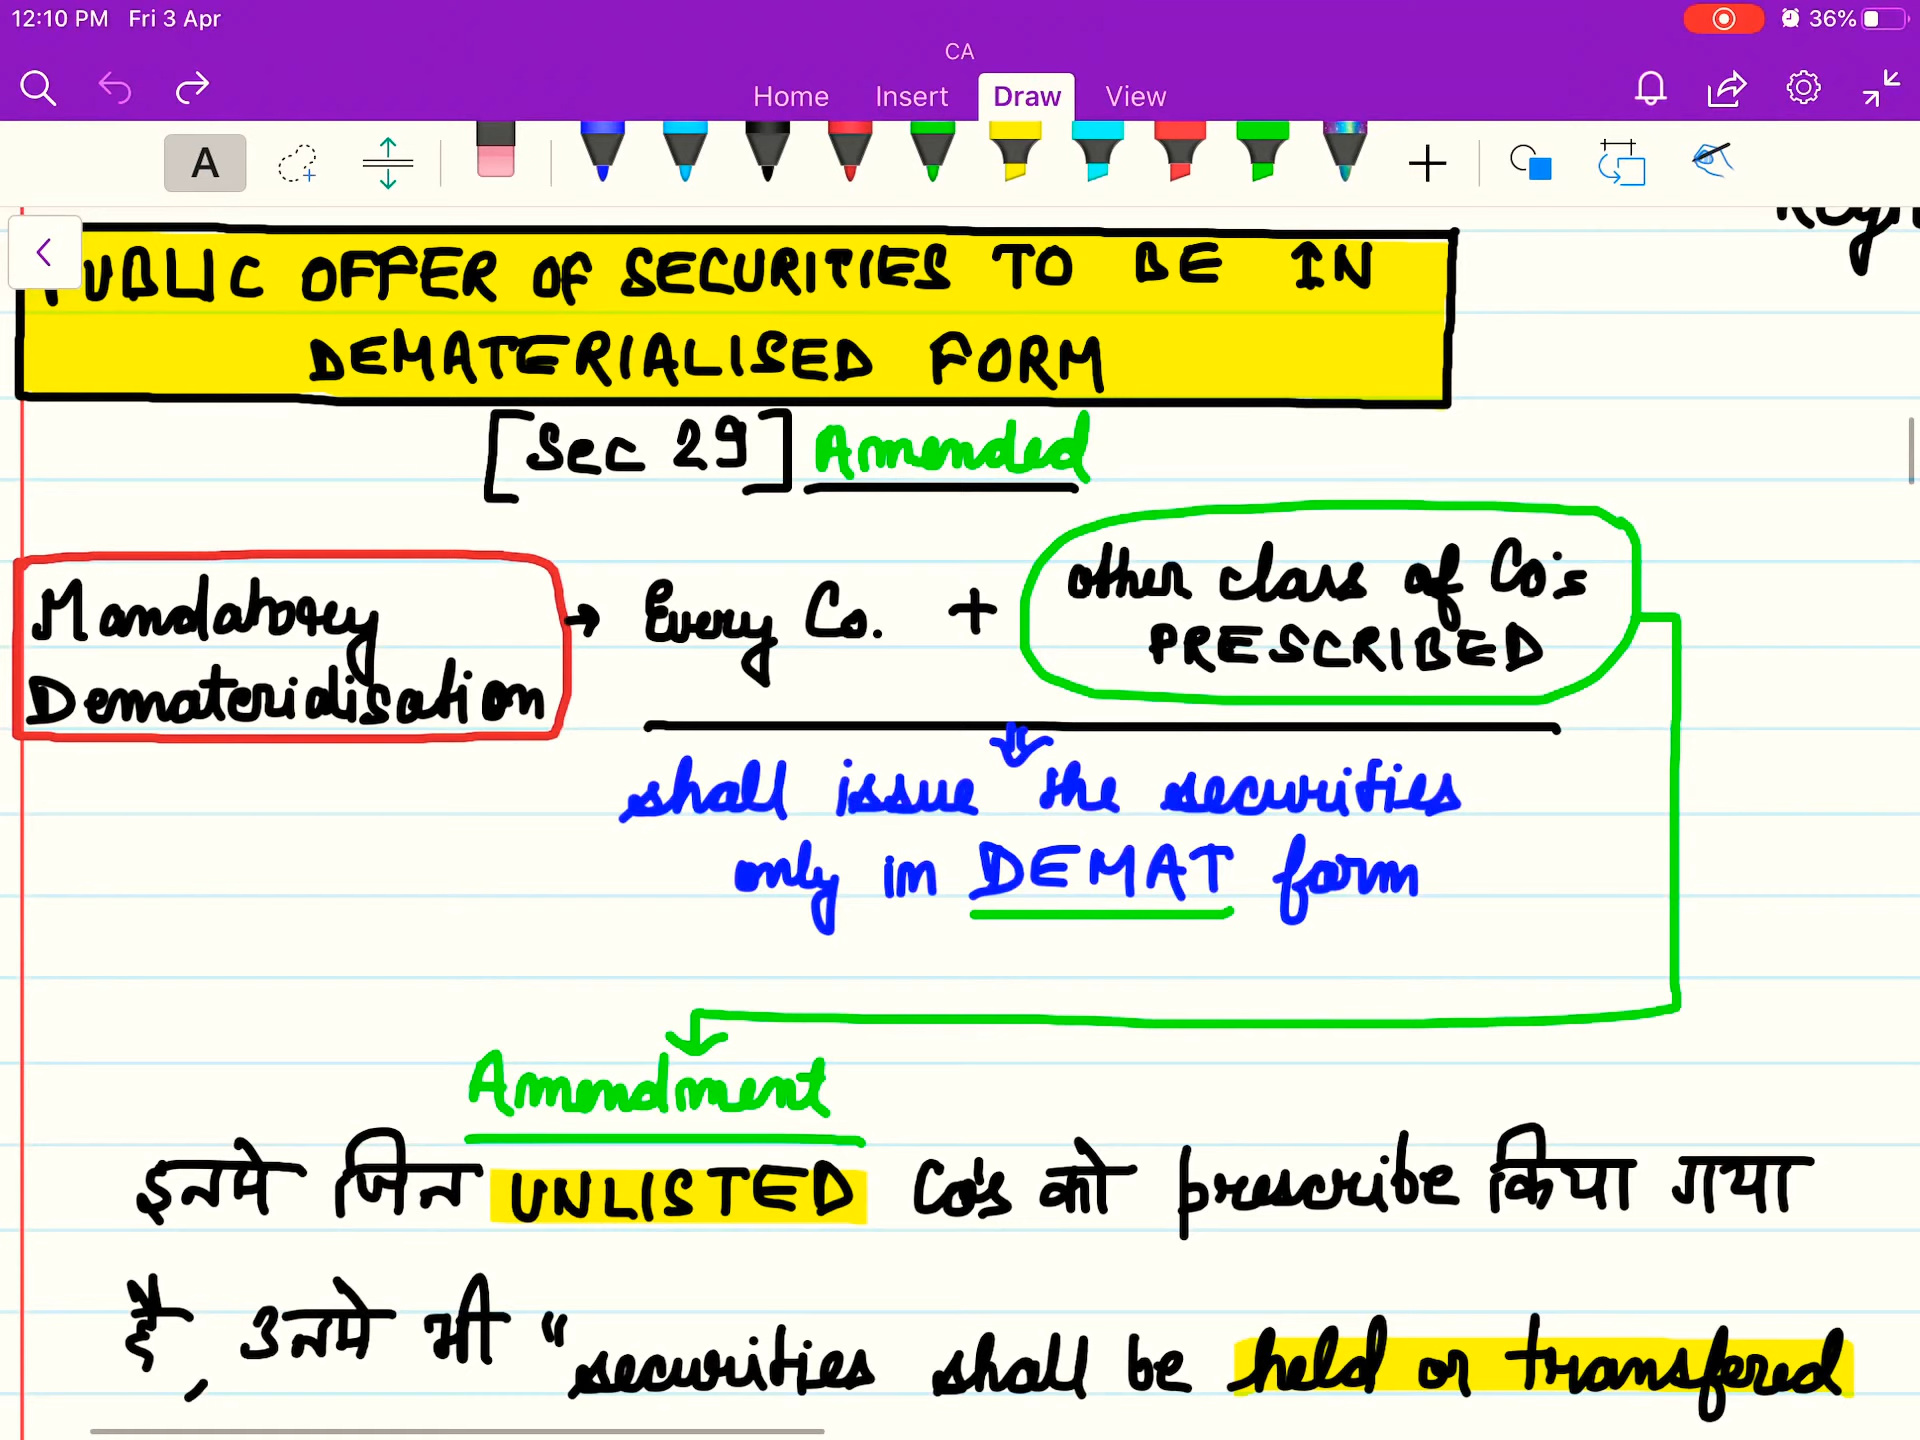 12:10 PM Fri 3 Apr
36%
CA
Home Insert Draw View
A
UBLIC OFFER OF SECURITIES TO BE IN
DEMATERIALISED FORM
[Sec 29] Amended
Mandatory
Dematerialisation
→ Every Co. +
other class of Co's
PRESCRIBED
shall issue the securities
only in DEMAT form
Amendment
इनमे जिन UNLISTED Co's को prescribe किया गया
है, उनमे भी "securities shall be held or transfered